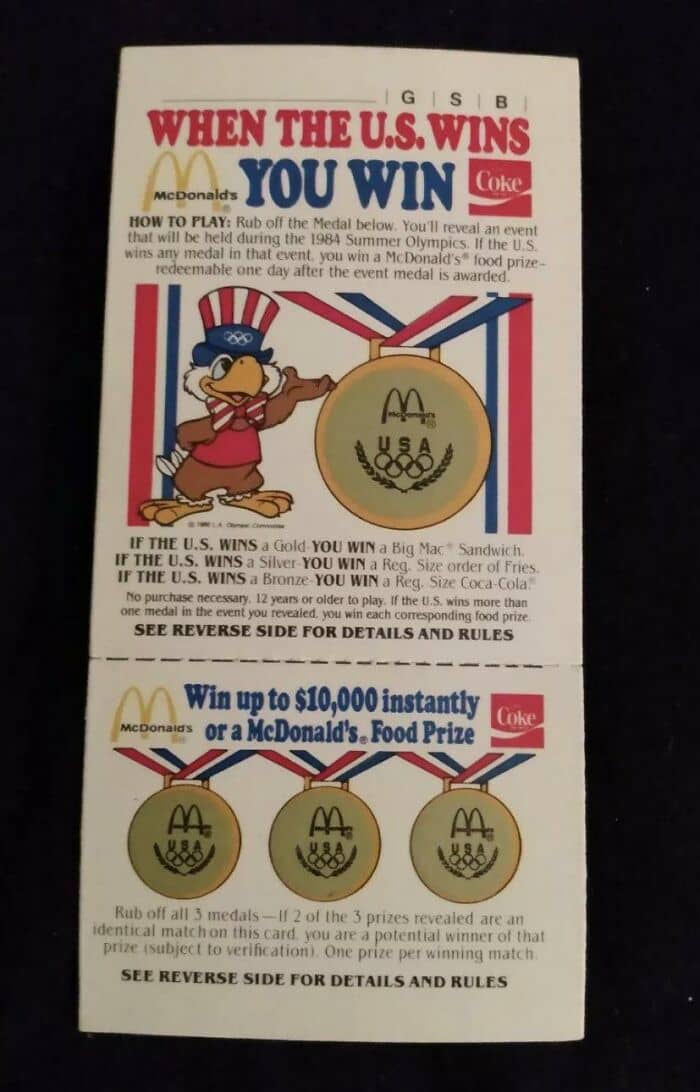 G S B
WHEN THE U.S. WINS
McDonald's® YOU WIN Coke
HOW TO PLAY: Rub off the Medal below. You'll reveal an event
that will be held during the 1984 Summer Olympics. If the U.S.
wins any medal in that event, you win a McDonald's® food prize-
redeemable one day after the event medal is awarded.
McDonald's®
USA
IF THE U.S. WINS a Gold-YOU WIN a Big Mac® Sandwich.
IF THE U.S. WINS a Silver-YOU WIN a Reg. Size order of Fries.
IF THE U.S. WINS a Bronze-YOU WIN a Reg. Size Coca-Cola.®
No purchase necessary. 12 years or older to play. If the U.S. wins more than
one medal in the event you revealed, you win each corresponding food prize.
SEE REVERSE SIDE FOR DETAILS AND RULES
McDonald's®
Win up to $10,000 instantly
or a McDonald's® Food Prize
Coke
USA
USA
USA
Rub off all 3 medals—If 2 of the 3 prizes revealed are an
identical match on this card, you are a potential winner of that
prize (subject to verification). One prize per winning match.
SEE REVERSE SIDE FOR DETAILS AND RULES